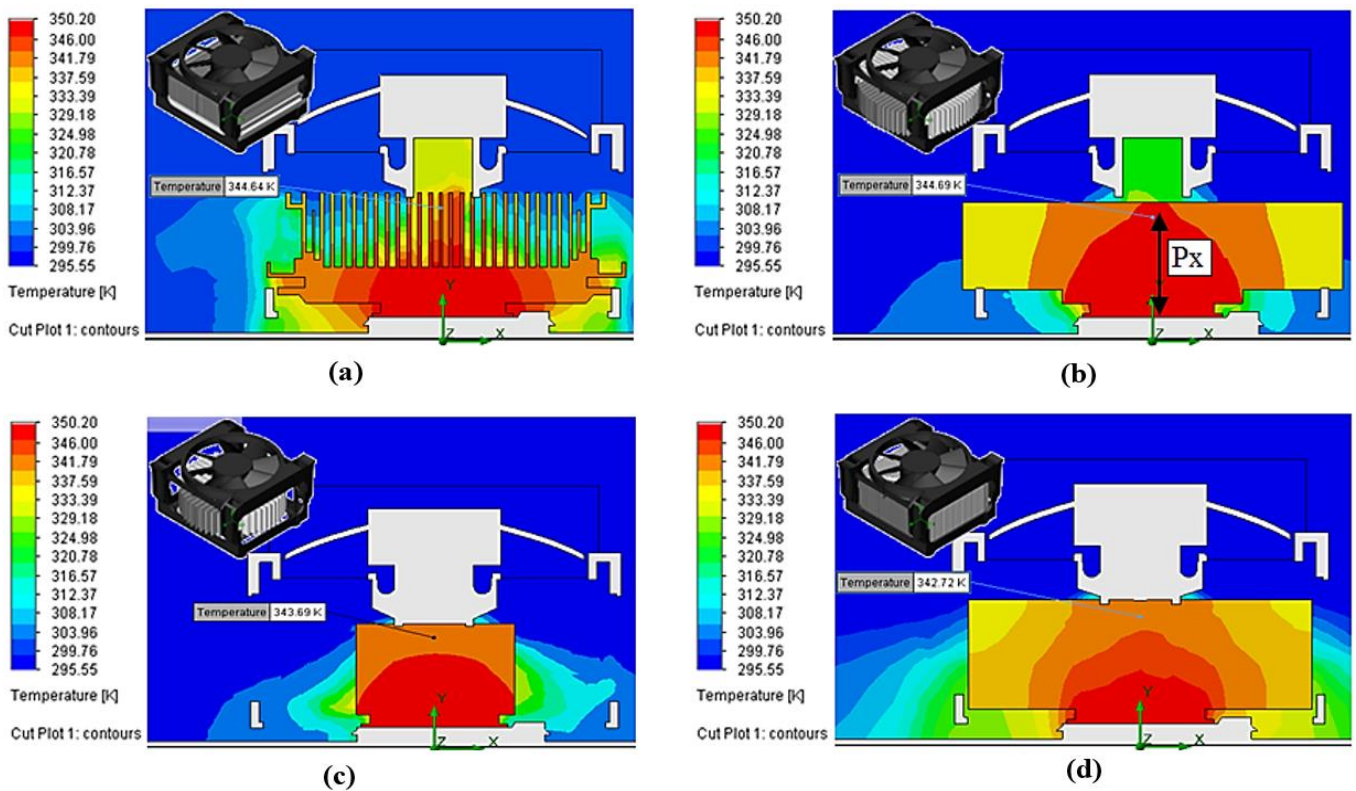 350.20
346.00
341.79
337.59
333.39
329.18
324.98
320.78
316.57
312.37
308.17
303.96
299.76
295.55
Temperature [K]
Cut Plot 1: contours
Temperature 344.64 K
Y
Z X
(a)
350.20
346.00
341.79
337.59
333.39
329.18
324.98
320.78
316.57
312.37
308.17
303.96
299.76
295.55
Temperature [K]
Cut Plot 1: contours
Temperature 344.69 K
Px
Y
Z X
(b)
350.20
346.00
341.79
337.59
333.39
329.18
324.98
320.78
316.57
312.37
308.17
303.96
299.76
295.55
Temperature [K]
Cut Plot 1: contours
Temperature 343.69 K
Y
Z X
(c)
350.20
346.00
341.79
337.59
333.39
329.18
324.98
320.78
316.57
312.37
308.17
303.96
299.76
295.55
Temperature [K]
Cut Plot 1: contours
Temperature 342.72 K
Y
Z X
(d)